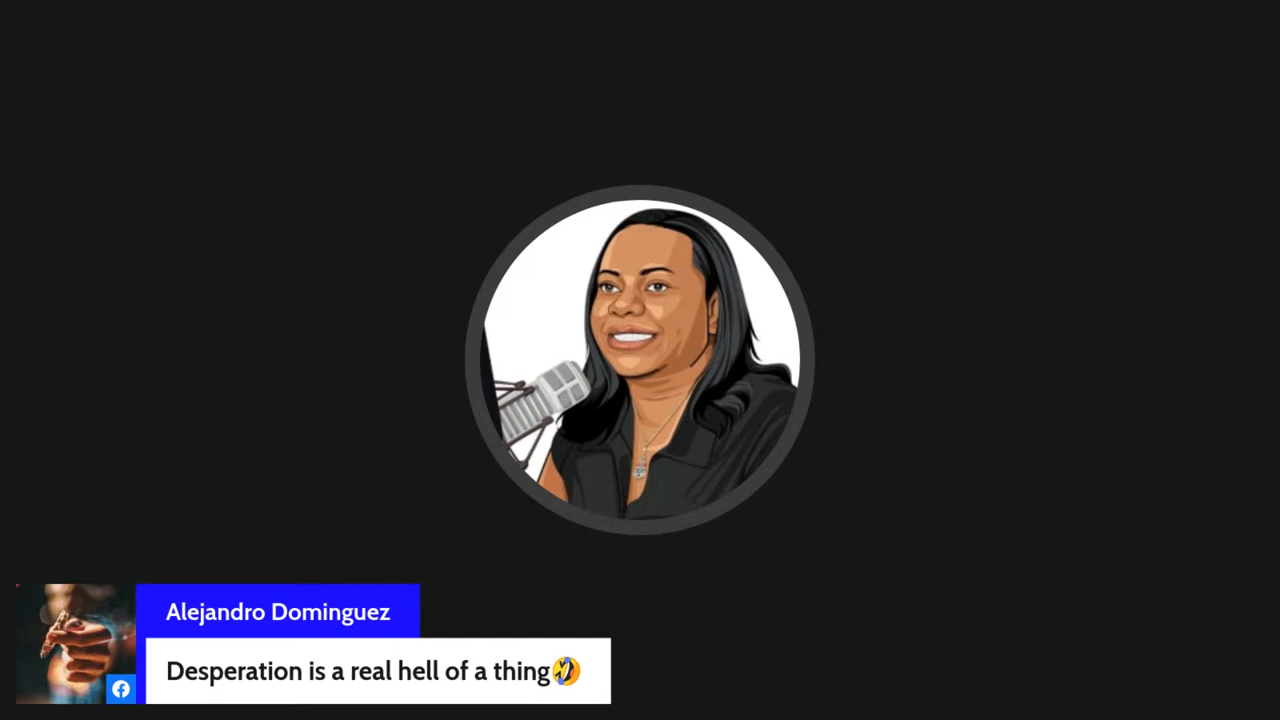 Alejandro Dominguez
Desperation is a real hell of a thing🤣